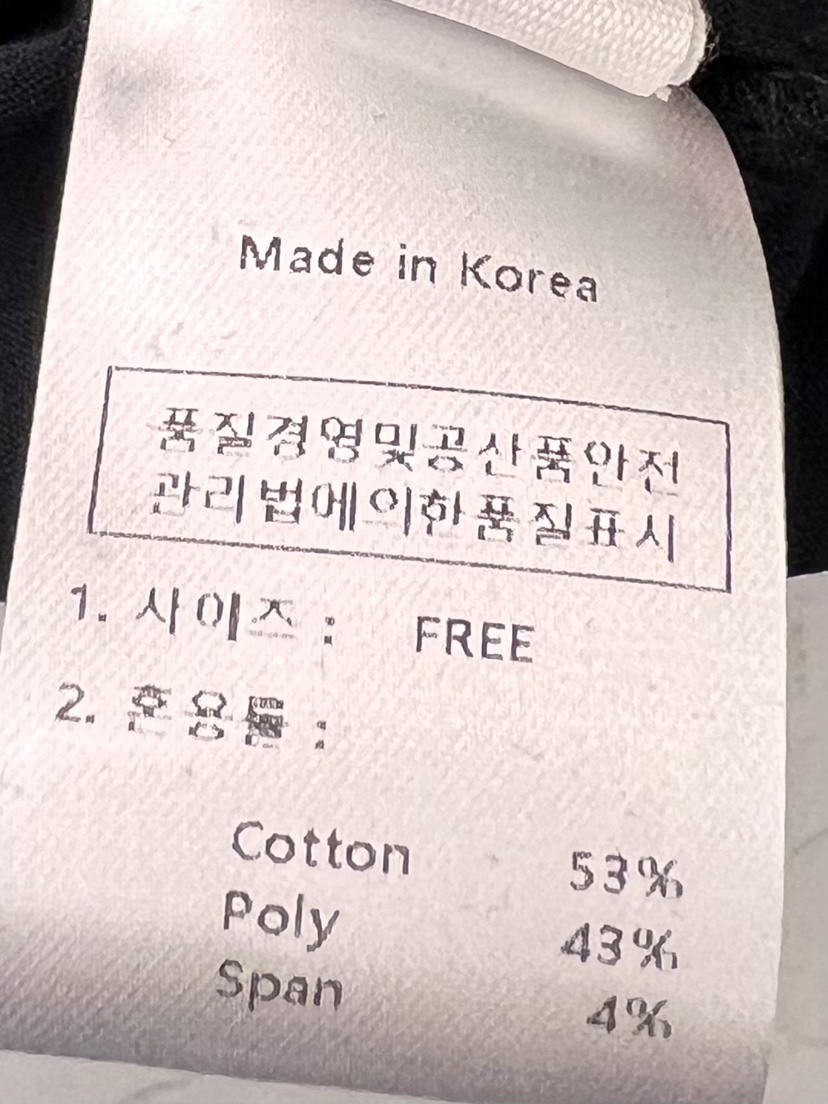 Made in Korea
품질경영및공산품안전
관리법에의한품질표시
1. 사이즈 : FREE
2. 혼용률 :
Cotton 53%
Poly 43%
Span 4%